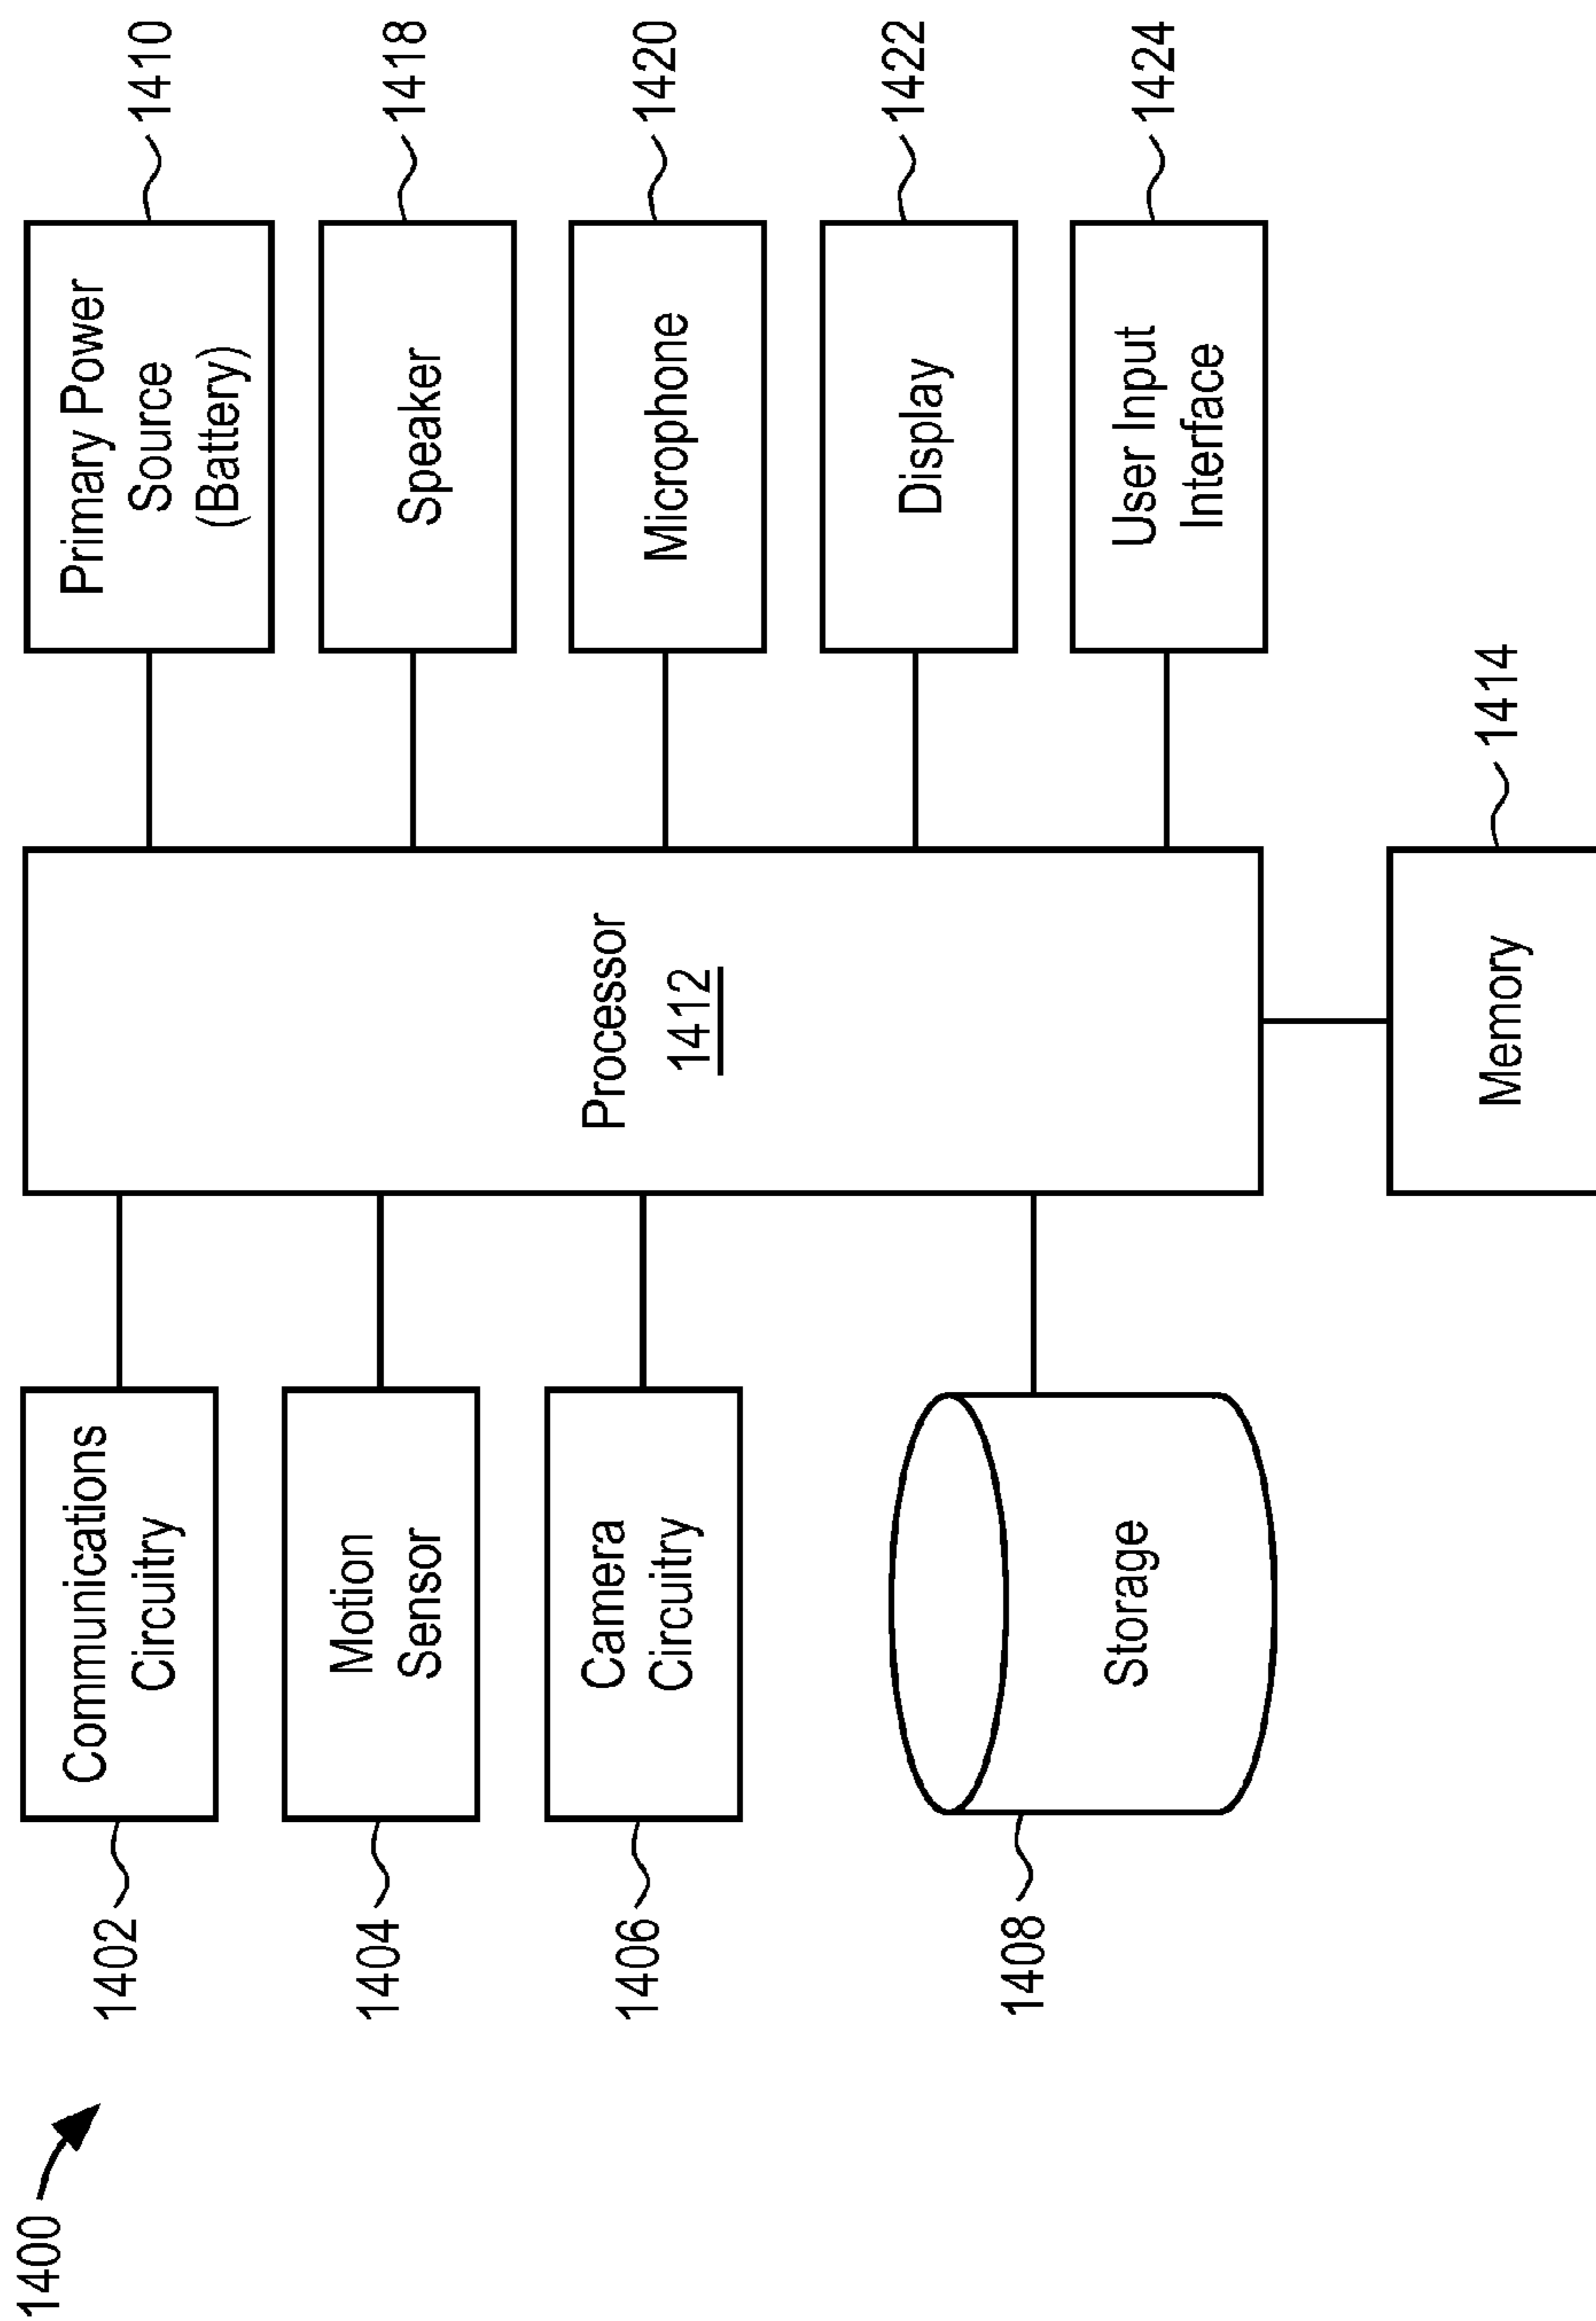 1400
1402
Communications
Circuitry
1404
Motion
Sensor
1406
Camera
Circuitry
1408
Storage
Processor
1412
Primary Power
Source
(Battery)
1410
Speaker
1418
Microphone
1420
Display
1422
User Input
Interface
1424
Memory
1414